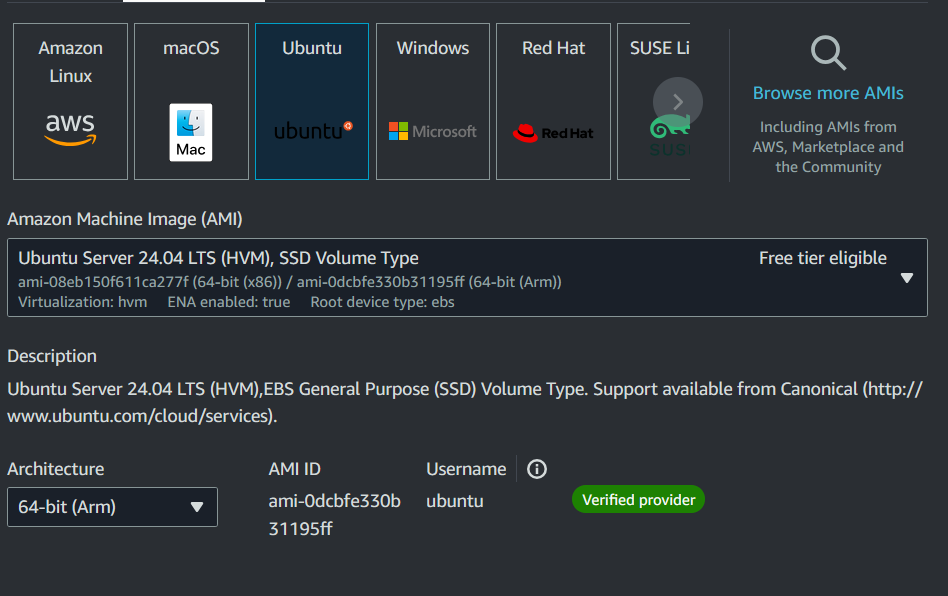 Amazon
Linux
aws
macOS
Mac
Ubuntu
ubuntu
Windows
Microsoft
Red Hat
Red Hat
SUSE Li
SUS
Browse more AMIs
Including AMIs from
AWS, Marketplace and
the Community
Amazon Machine Image (AMI)
Ubuntu Server 24.04 LTS (HVM), SSD Volume Type
Free tier eligible
ami-08eb150f611ca277f (64-bit (x86)) / ami-0dcbfe330b31195ff (64-bit (Arm))
Virtualization: hvm ENA enabled: true Root device type: ebs
Description
Ubuntu Server 24.04 LTS (HVM),EBS General Purpose (SSD) Volume Type. Support available from Canonical (http://
www.ubuntu.com/cloud/services).
Architecture
64-bit (Arm)
AMI ID
ami-0dcbfe330b
31195ff
Username
ubuntu
Verified provider